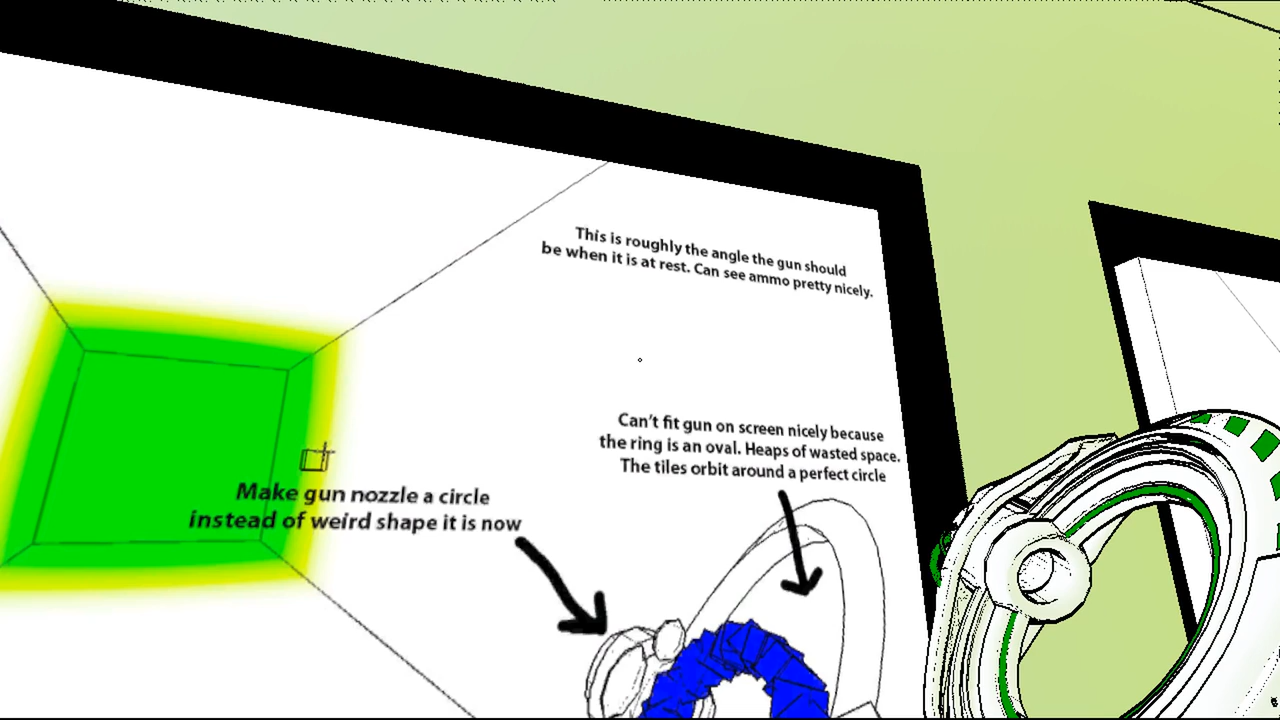 This is roughly the angle the gun should
be when it is at rest. Can see ammo pretty nicely.
Can't fit gun on screen nicely because
the ring is an oval. Heaps of wasted space.
The tiles orbit around a perfect circle
Make gun nozzle a circle
instead of weird shape it is now